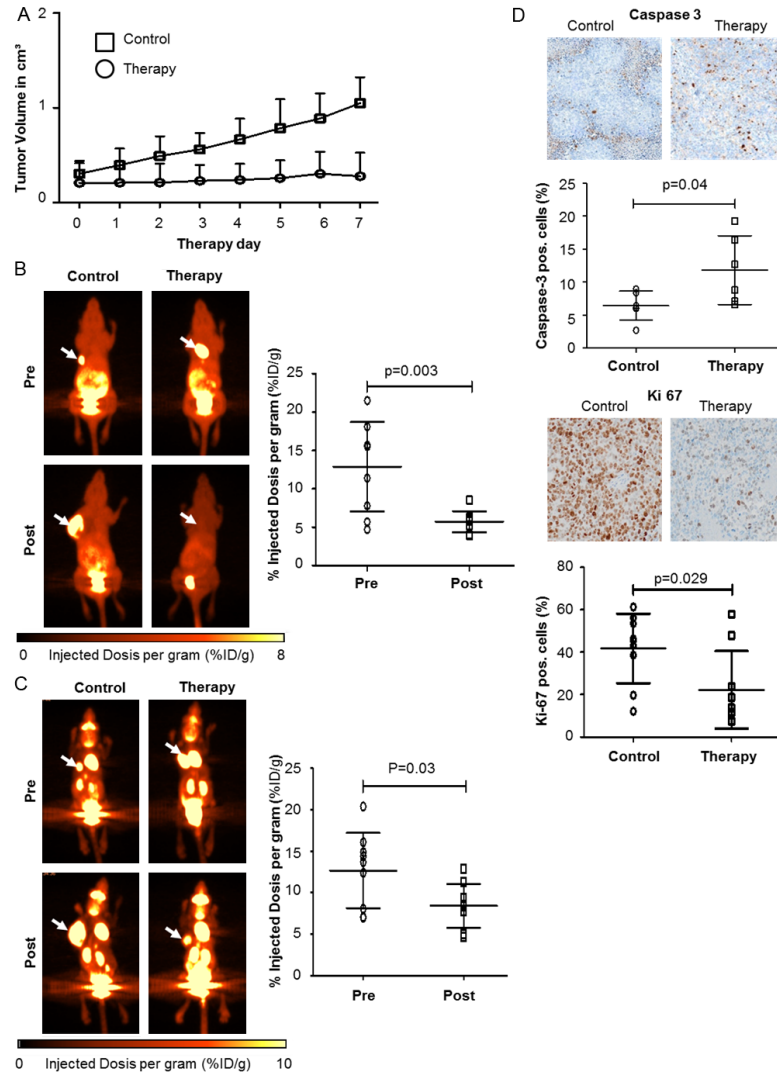 A
Control
Therapy
Tumor Volume in cm³
2
1
0
0 1 2 3 4 5 6 7
Therapy day
B
Control Therapy
Pre
Post
0 8
Injected Dosis per gram (%ID/g)
% Injected Dosis per gram (%ID/g)
25
20
15
10
5
0
p=0.003
Pre Post
C
Control Therapy
Pre
Post
0 Injected Dosis per gram (%ID/g) 10
% Injected Dosis per gram (%ID/g)
25
20
15
10
5
0
P=0.03
Pre Post
D
Caspase 3
Control Therapy
Caspase-3 pos. cells (%)
25
20
15
10
5
0
p=0.04
Control Therapy
Ki 67
Control Therapy
Ki-67 pos. cells (%)
80
60
40
20
0
p=0.029
Control Therapy